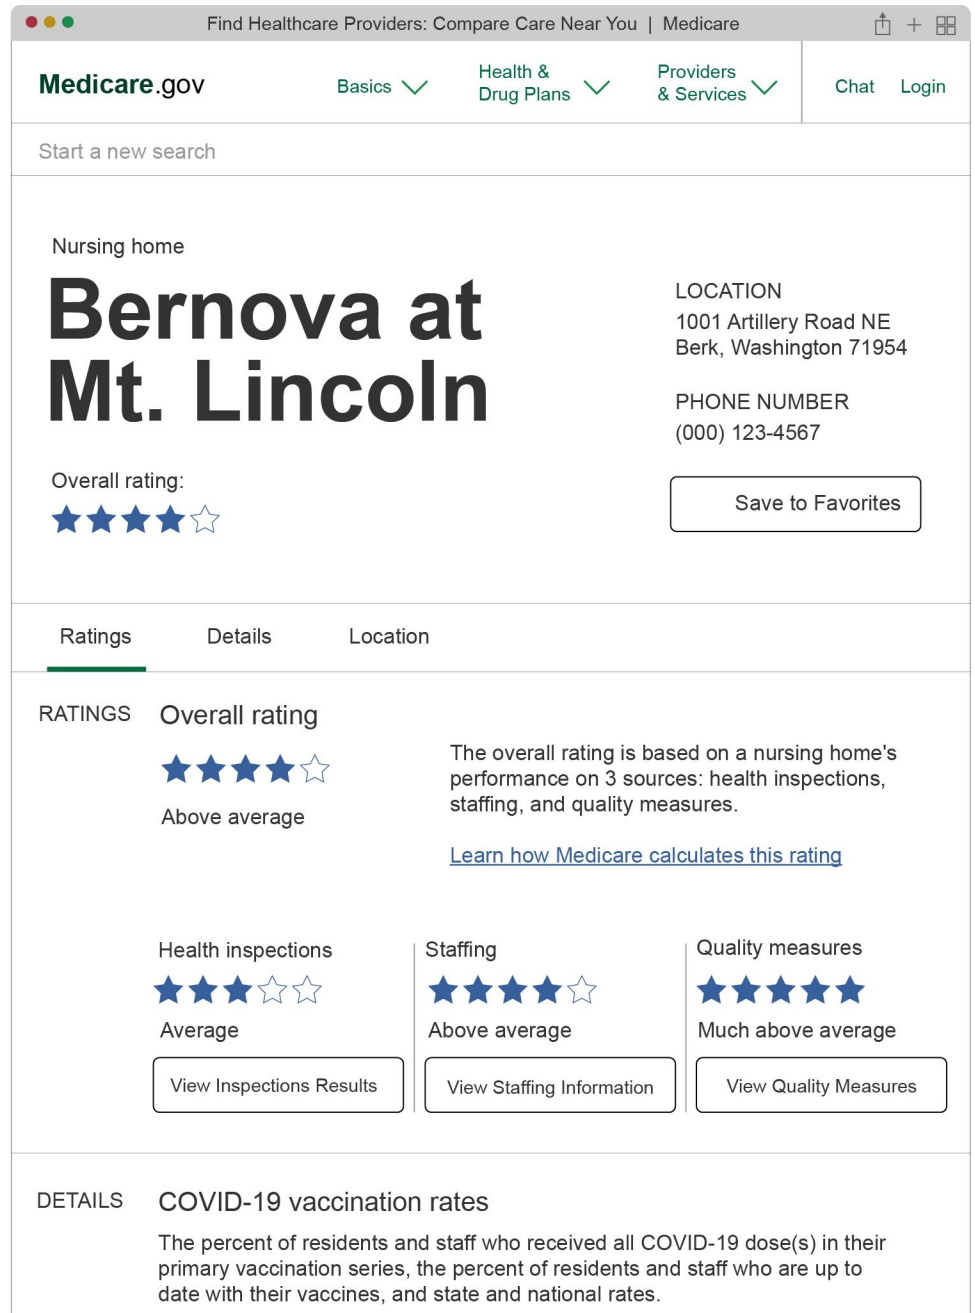 Find Healthcare Providers: Compare Care Near You | Medicare
Medicare.gov
Basics
Health &
Drug Plans
Providers
& Services
Chat
Login
Start a new search
Nursing home
Bernova at
Mt. Lincoln
Overall rating:
LOCATION
1001 Artillery Road NE
Berk, Washington 71954
PHONE NUMBER
(000) 123-4567
Save to Favorites
Ratings
Details
Location
RATINGS
Overall rating
Above average
The overall rating is based on a nursing home's
performance on 3 sources: health inspections,
staffing, and quality measures.
Learn how Medicare calculates this rating
Health inspections
Average
View Inspections Results
Staffing
Above average
View Staffing Information
Quality measures
Much above average
View Quality Measures
DETAILS
COVID-19 vaccination rates
The percent of residents and staff who received all COVID-19 dose(s) in their
primary vaccination series, the percent of residents and staff who are up to
date with their vaccines, and state and national rates.